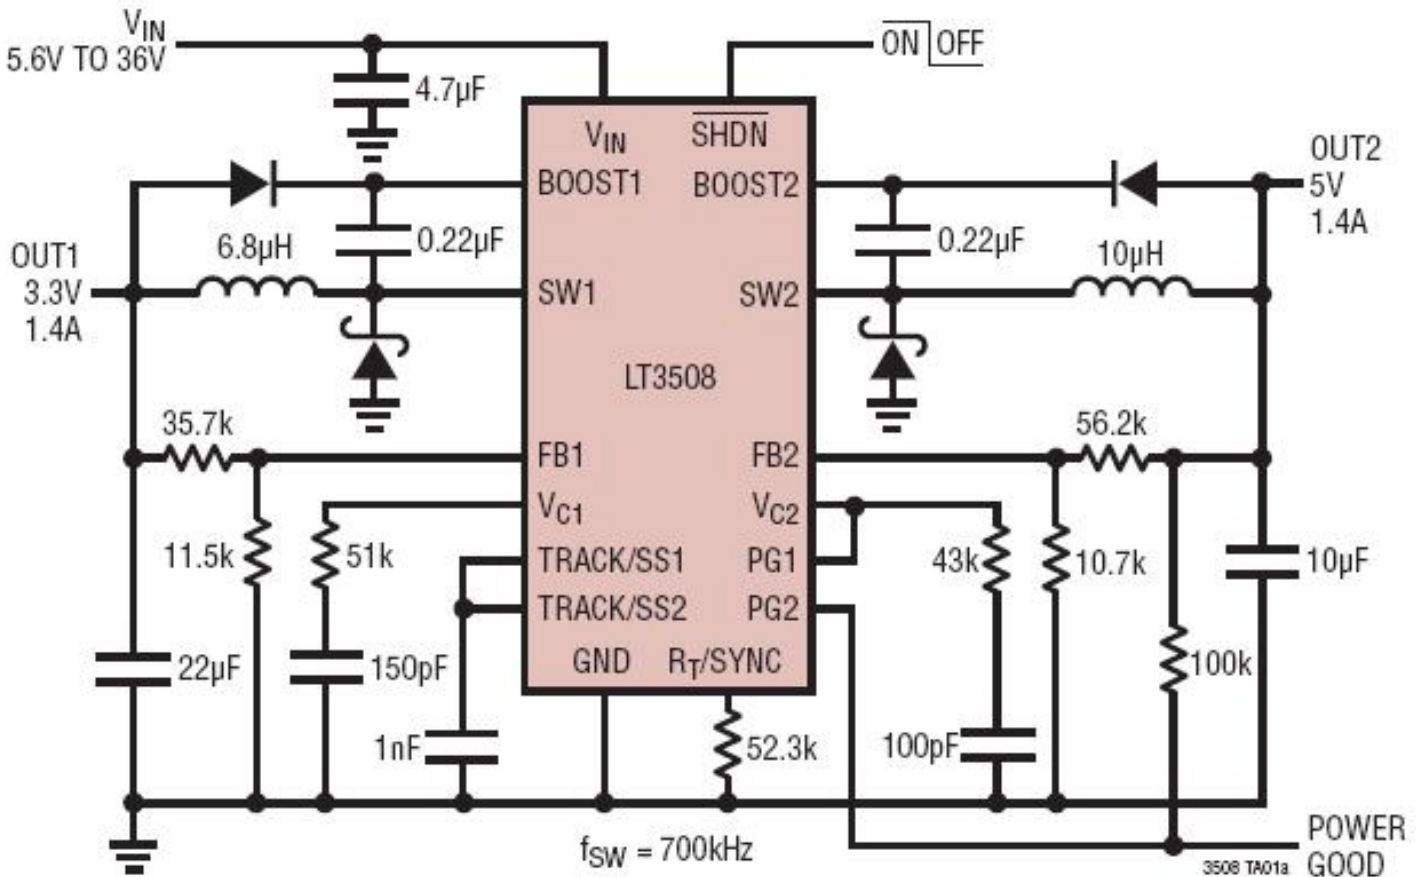 VIN
5.6V TO 36V
4.7µF
ON OFF
VIN
SHDN
BOOST1
BOOST2
OUT2
5V
1.4A
6.8µH
0.22µF
0.22µF
10µH
OUT1
3.3V
1.4A
SW1
SW2
LT3508
35.7k
56.2k
FB1
FB2
VC1
VC2
11.5k
51k
TRACK/SS1
PG1
43k
10.7k
10µF
TRACK/SS2
PG2
22µF
150pF
GND
RT/SYNC
100k
1nF
52.3k
100pF
fSW = 700kHz
POWER
GOOD
3508 TA01a